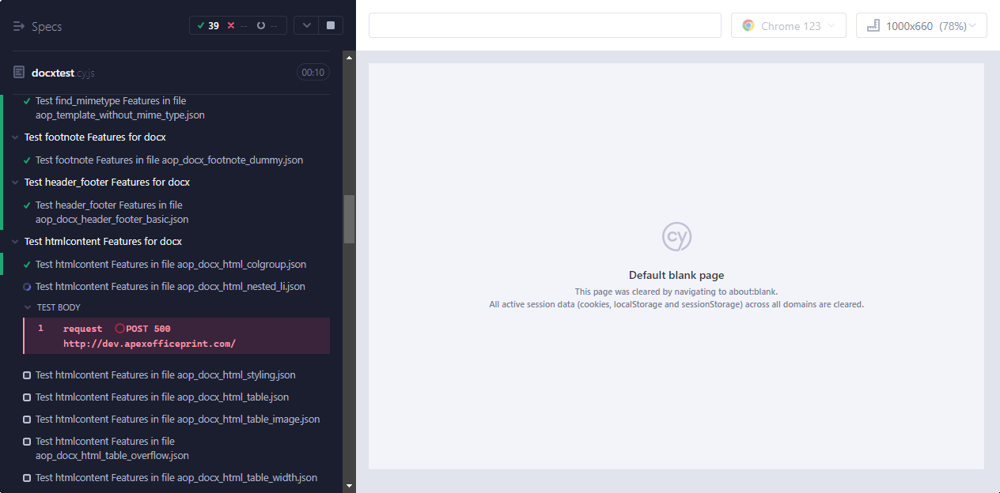 Specs
39
--
--
docxtest.cy.js
00:10
Test find_mimetype Features in file
aop_template_without_mime_type.json
Test footnote Features for docx
Test footnote Features in file aop_docx_footnote_dummy.json
Test header_footer Features for docx
Test header_footer Features in file
aop_docx_header_footer_basic.json
Test htmlcontent Features for docx
Test htmlcontent Features in file aop_docx_html_colgroup.json
Test htmlcontent Features in file aop_docx_html_nested_li.json
TEST BODY
1 request POST 500
http://dev.apexofficeprint.com/
Test htmlcontent Features in file aop_docx_html_styling.json
Test htmlcontent Features in file aop_docx_html_table.json
Test htmlcontent Features in file aop_docx_html_table_image.json
Test htmlcontent Features in file
aop_docx_html_table_overflow.json
Test htmlcontent Features in file aop_docx_html_table_width.json
Chrome 123
1000x660 (78%)
cy
Default blank page
This page was cleared by navigating to about:blank.
All active session data (cookies, localStorage and sessionStorage) across all domains are cleared.